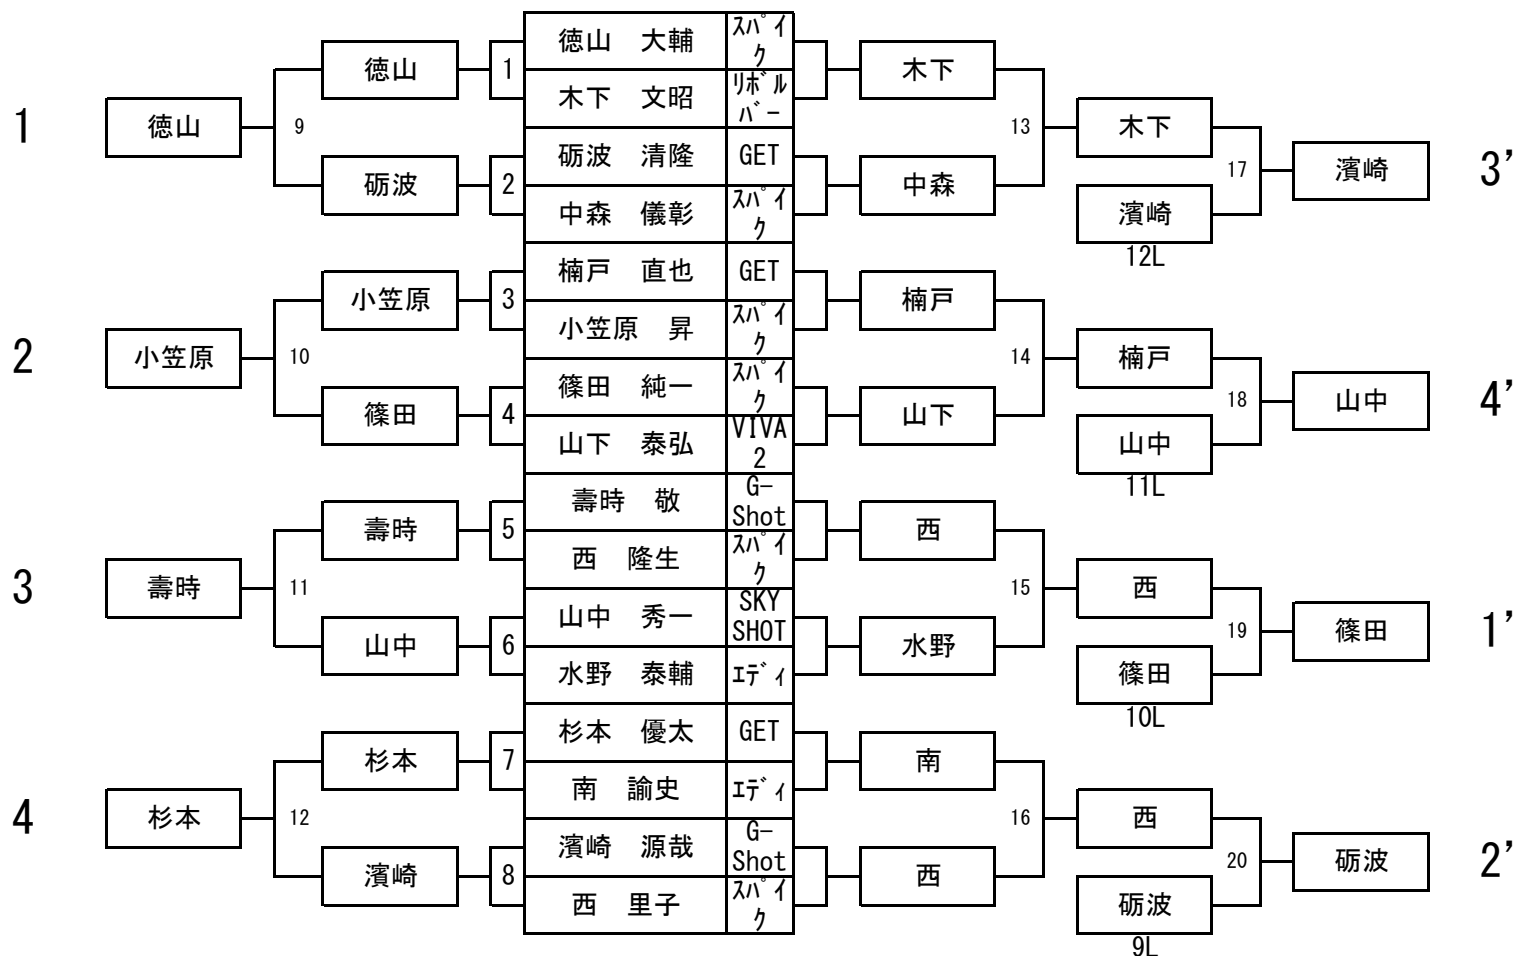 徳山　大輔 ｽﾊﾟｲｸ
徳山 1 木下
木下　文昭 ﾘﾎﾞﾙﾊﾞｰ
1 徳山 9 13 木下
砺波　清隆 GET
17 濱崎 3’
砺波 2 中森
中森　儀彰 ｽﾊﾟｲｸ 濱崎
12L
楠戸　直也 GET
小笠原 3 楠戸
小笠原　昇 ｽﾊﾟｲｸ
2 小笠原 10 14 楠戸
篠田　純一 ｽﾊﾟｲｸ
18 山中 4’
篠田 4 山下
山下　泰弘 VIVA2 山中
11L
壽時　敬 G-Shot
壽時 5 西
西　隆生 ｽﾊﾟｲｸ
3 壽時 11 15 西
山中　秀一 SKY SHOT
19 篠田 1’
山中 6 水野
水野　泰輔 ｴﾃﾞｨ 篠田
10L
杉本　優太 GET
杉本 7 南
南　諭史 ｴﾃﾞｨ
4 杉本 12 16 西
濱崎　源哉 G-Shot
20 砺波 2’
濱崎 8 西
西　里子 ｽﾊﾟｲｸ 砺波
9L